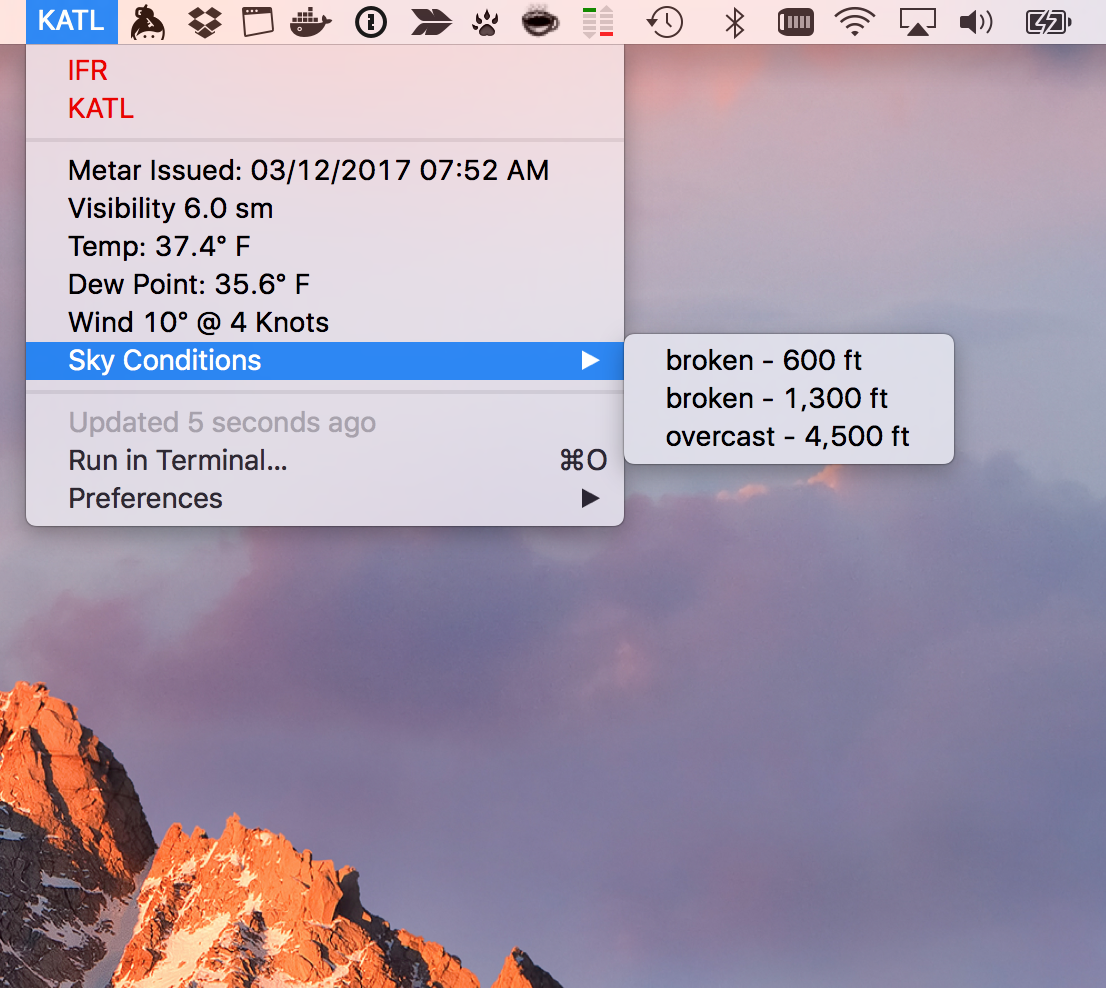 KATL
IFR
KATL
Metar Issued: 03/12/2017 07:52 AM
Visibility 6.0 sm
Temp: 37.4° F
Dew Point: 35.6° F
Wind 10° @ 4 Knots
Sky Conditions
broken - 600 ft
broken - 1,300 ft
overcast - 4,500 ft
Updated 5 seconds ago
Run in Terminal... ⌘O
Preferences